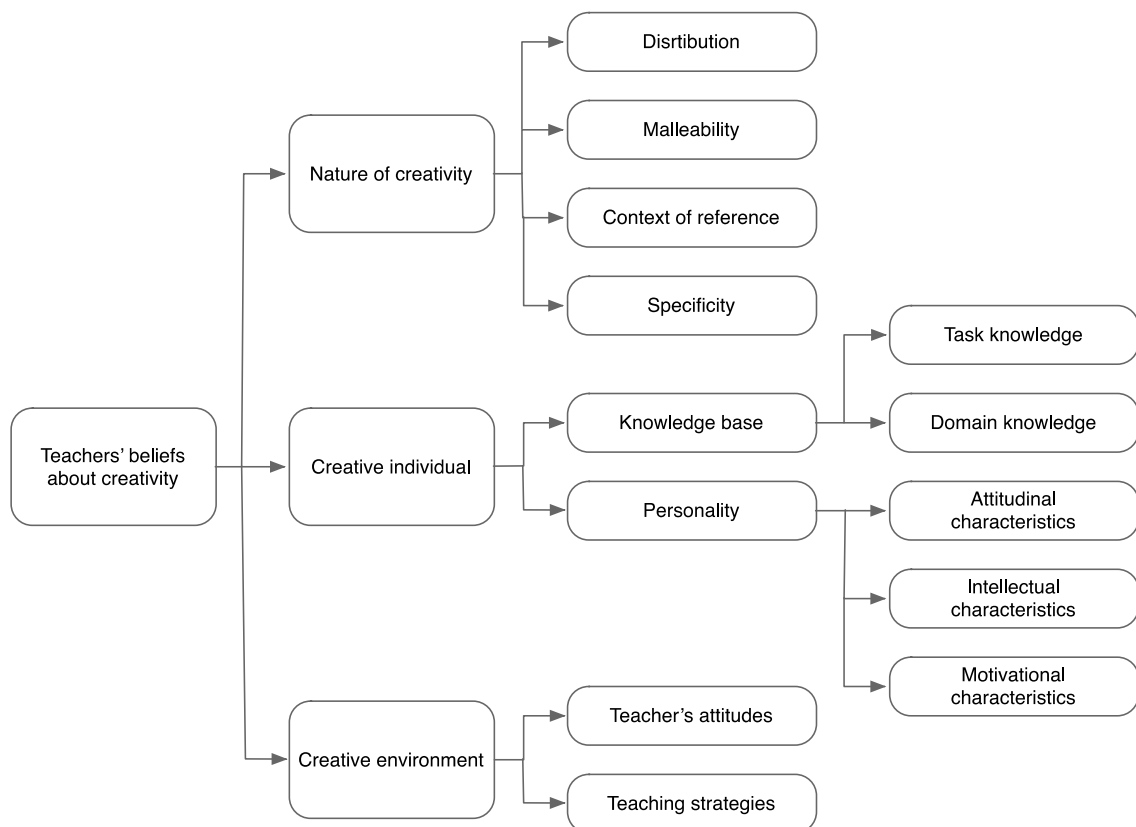 Disrtibution
Malleability
Nature of creativity
Context of reference
Specificity
Task knowledge
Knowledge base
Domain knowledge
Teachers’ beliefs
about creativity
Creative individual
Personality
Attitudinal
characteristics
Intellectual
characteristics
Motivational
characteristics
Teacher’s attitudes
Creative environment
Teaching strategies